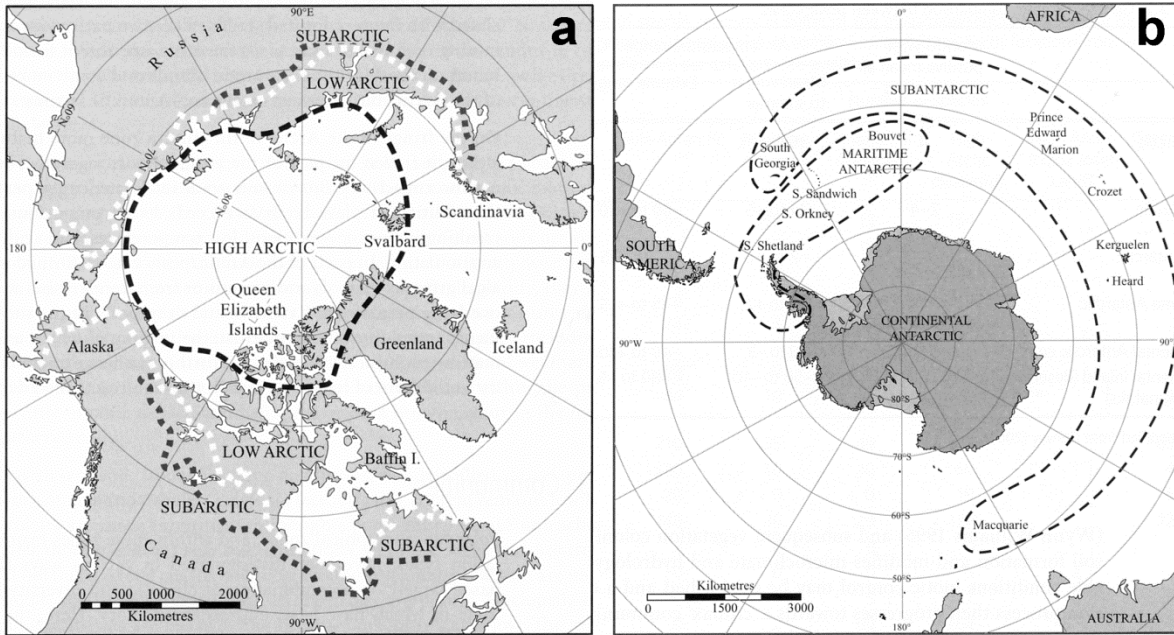 a
90°E
SUBARCTIC
Russia
LOW ARCTIC
60°N
70°N
80°N
Scandinavia
180
HIGH ARCTIC
Svalbard
0°
Queen
Elizabeth
Islands
Alaska
Greenland
Iceland
LOW ARCTIC
Baffin I.
SUBARCTIC
SUBARCTIC
Canada
0 500 1000 2000
Kilometres
90°W
b
0°
AFRICA
SUBANTARCTIC
Prince
Edward
Marion
Bouvet
South
Georgia
MARITIME
ANTARCTIC
Crozet
S. Sandwich
S. Orkney
Kerguelen
SOUTH
AMERICA
S. Shetland
I.
Heard
CONTINENTAL
ANTARCTIC
90°W
90°
80°S
70°S
60°S
Macquarie
50°S
Kilometres
0 1500 3000
180°
AUSTRALIA